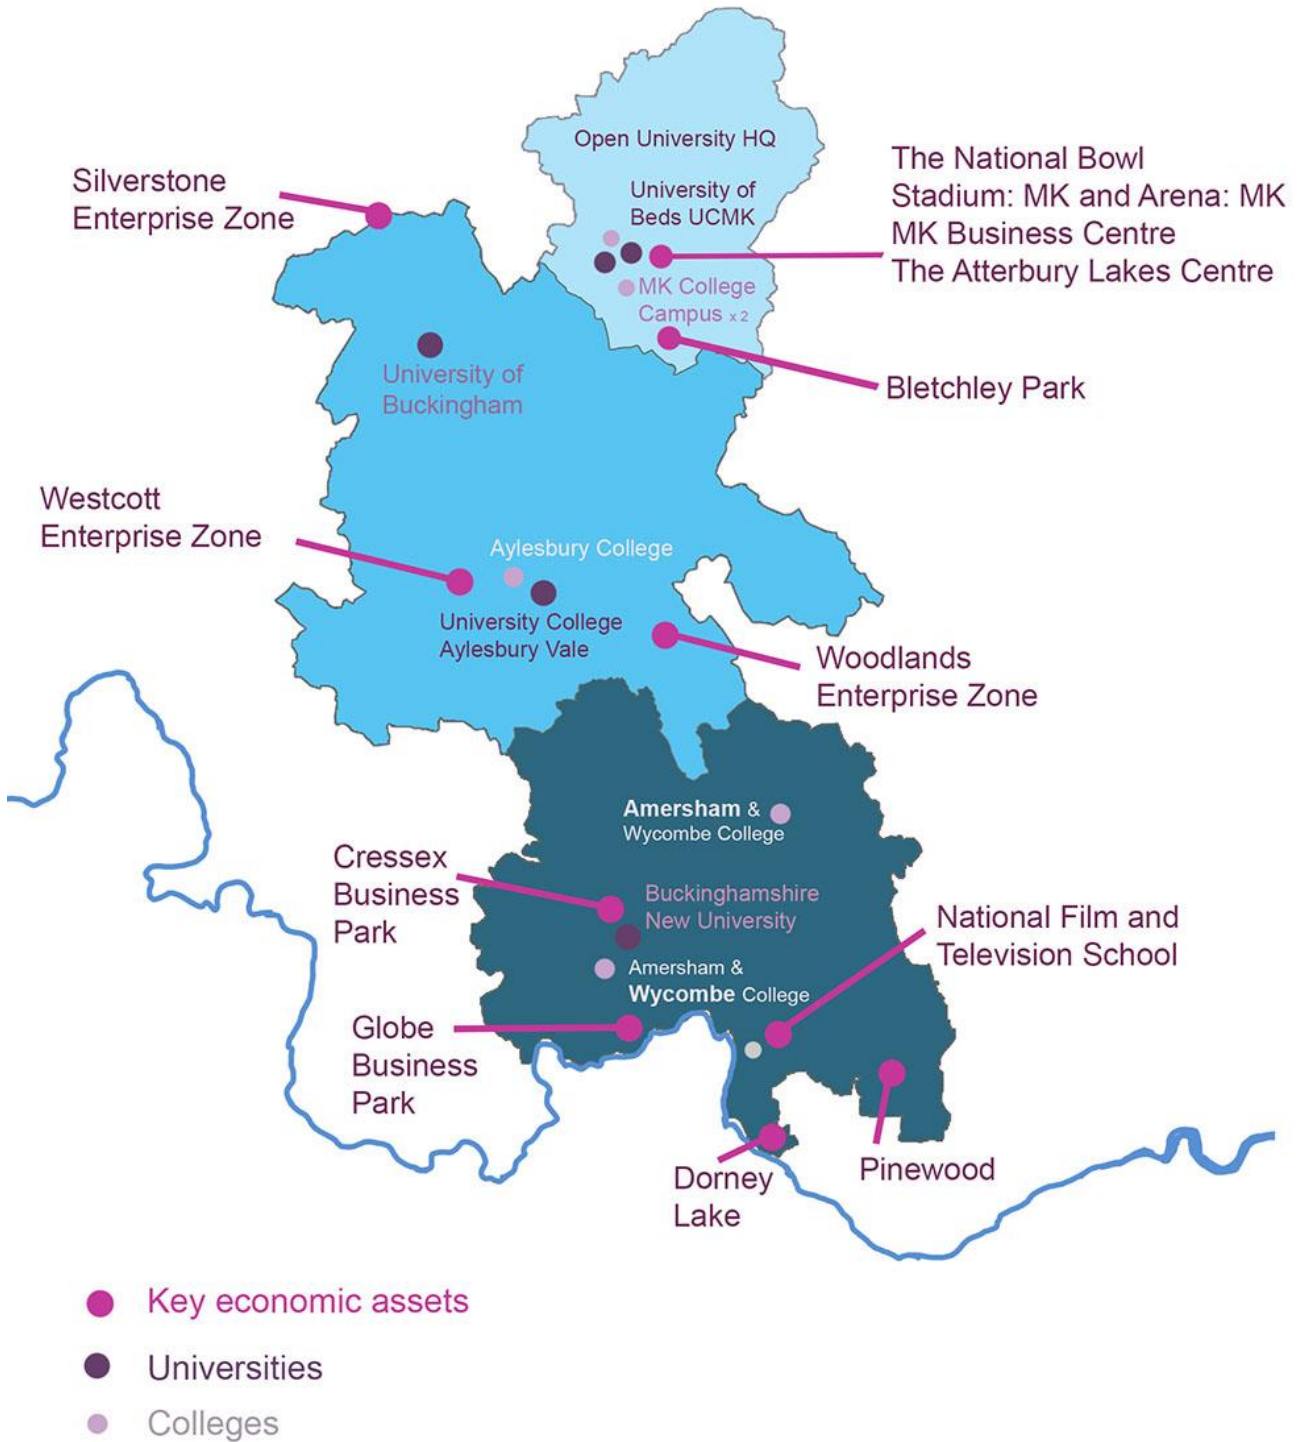 Open University HQ
University of
Beds UCMK
MK College
Campus x 2
The National Bowl
Stadium: MK and Arena: MK
MK Business Centre
The Atterbury Lakes Centre
Silverstone
Enterprise Zone
Bletchley Park
University of
Buckingham
Westcott
Enterprise Zone
Aylesbury College
University College
Aylesbury Vale
Woodlands
Enterprise Zone
Amersham &
Wycombe College
Cressex
Business
Park
Buckinghamshire
New University
National Film and
Television School
Amersham &
Wycombe College
Globe
Business
Park
Dorney
Lake
Pinewood
Key economic assets
Universities
Colleges